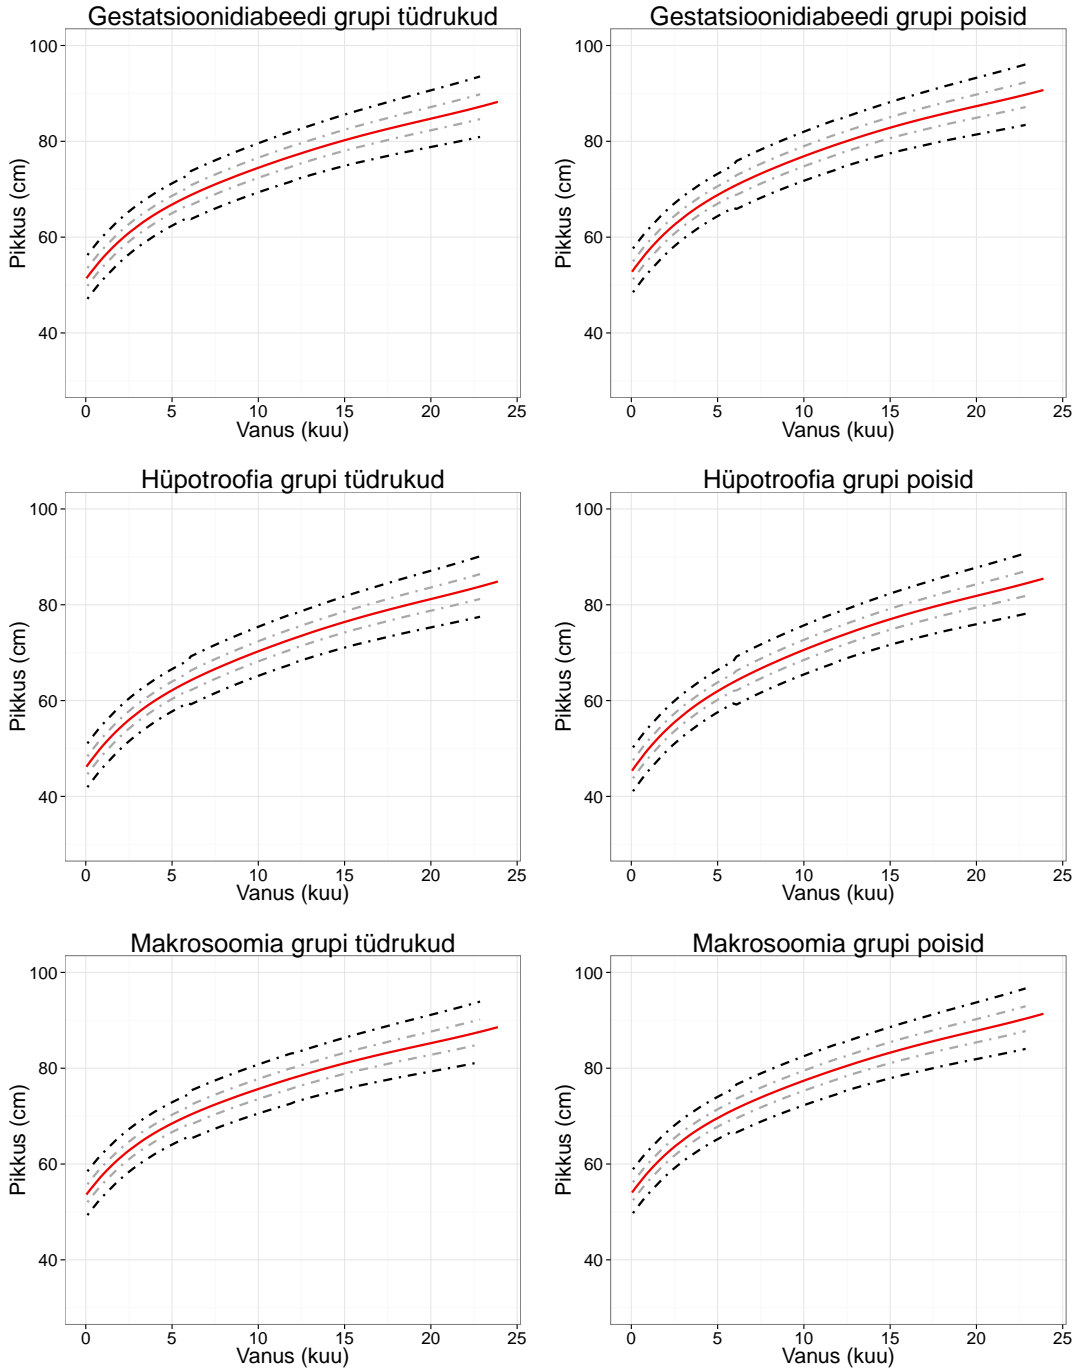 Gestatsioonidiabeedi grupi tüdrukud
100
80
60
40
Pikkus (cm)
0 5 10 15 20 25
Vanus (kuu)
Gestatsioonidiabeedi grupi poisid
100
80
60
40
Pikkus (cm)
0 5 10 15 20 25
Vanus (kuu)
Hüpotroofia grupi tüdrukud
100
80
60
40
Pikkus (cm)
0 5 10 15 20 25
Vanus (kuu)
Hüpotroofia grupi poisid
100
80
60
40
Pikkus (cm)
0 5 10 15 20 25
Vanus (kuu)
Makrosoomia grupi tüdrukud
100
80
60
40
Pikkus (cm)
0 5 10 15 20 25
Vanus (kuu)
Makrosoomia grupi poisid
100
80
60
40
Pikkus (cm)
0 5 10 15 20 25
Vanus (kuu)